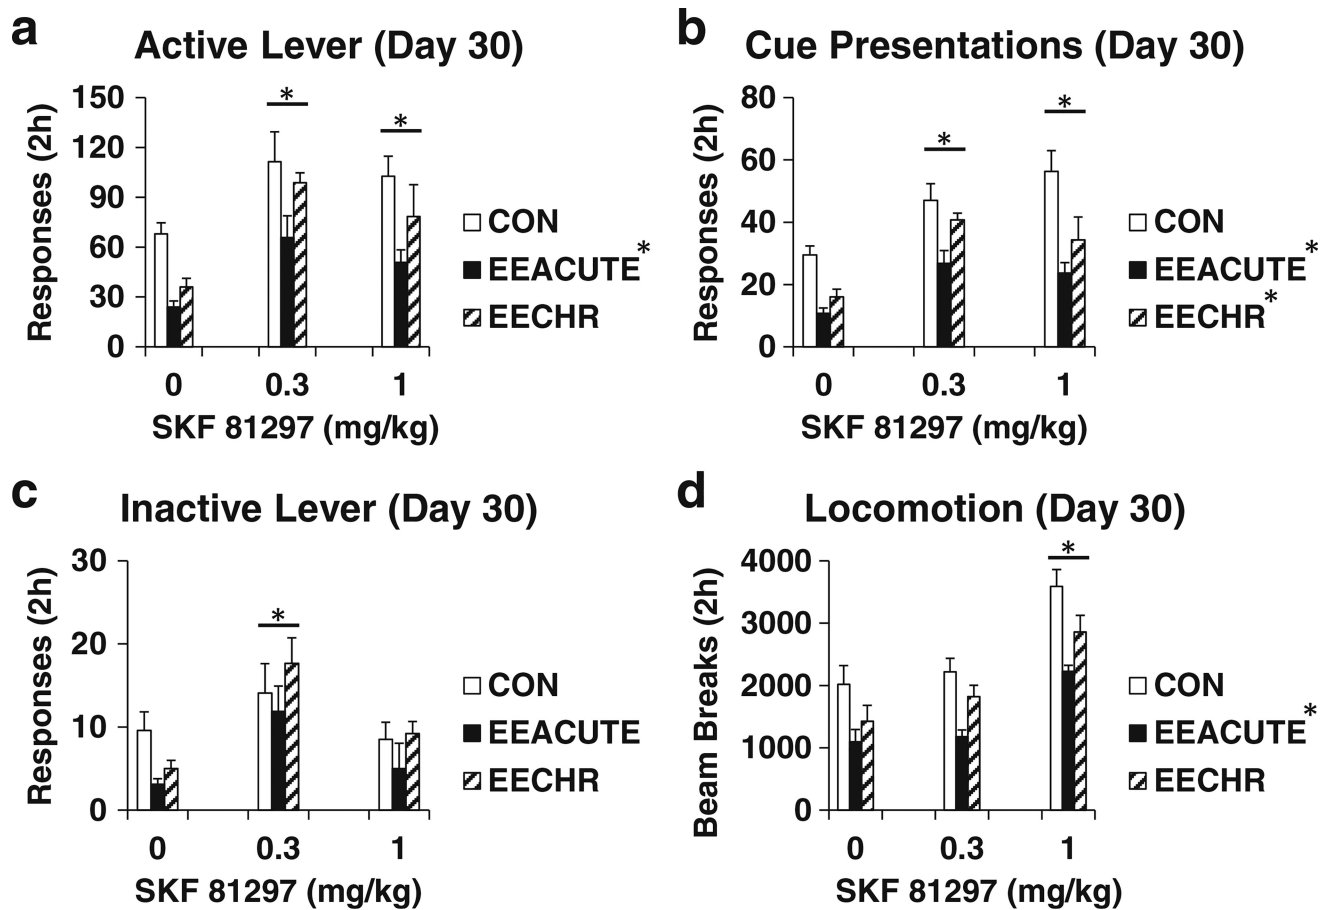 a
Active Lever (Day 30)
Responses (2h)
150
120
90
60
30
0
*
*
0 0.3 1
SKF 81297 (mg/kg)
CON
EEACUTE*
EECHR
b
Cue Presentations (Day 30)
Responses (2h)
80
60
40
20
0
*
*
0 0.3 1
SKF 81297 (mg/kg)
CON
EEACUTE*
EECHR*
c
Inactive Lever (Day 30)
Responses (2h)
30
20
10
0
*
0 0.3 1
SKF 81297 (mg/kg)
CON
EEACUTE
EECHR
d
Locomotion (Day 30)
Beam Breaks (2h)
4000
3000
2000
1000
0
*
0 0.3 1
SKF 81297 (mg/kg)
CON
EEACUTE*
EECHR